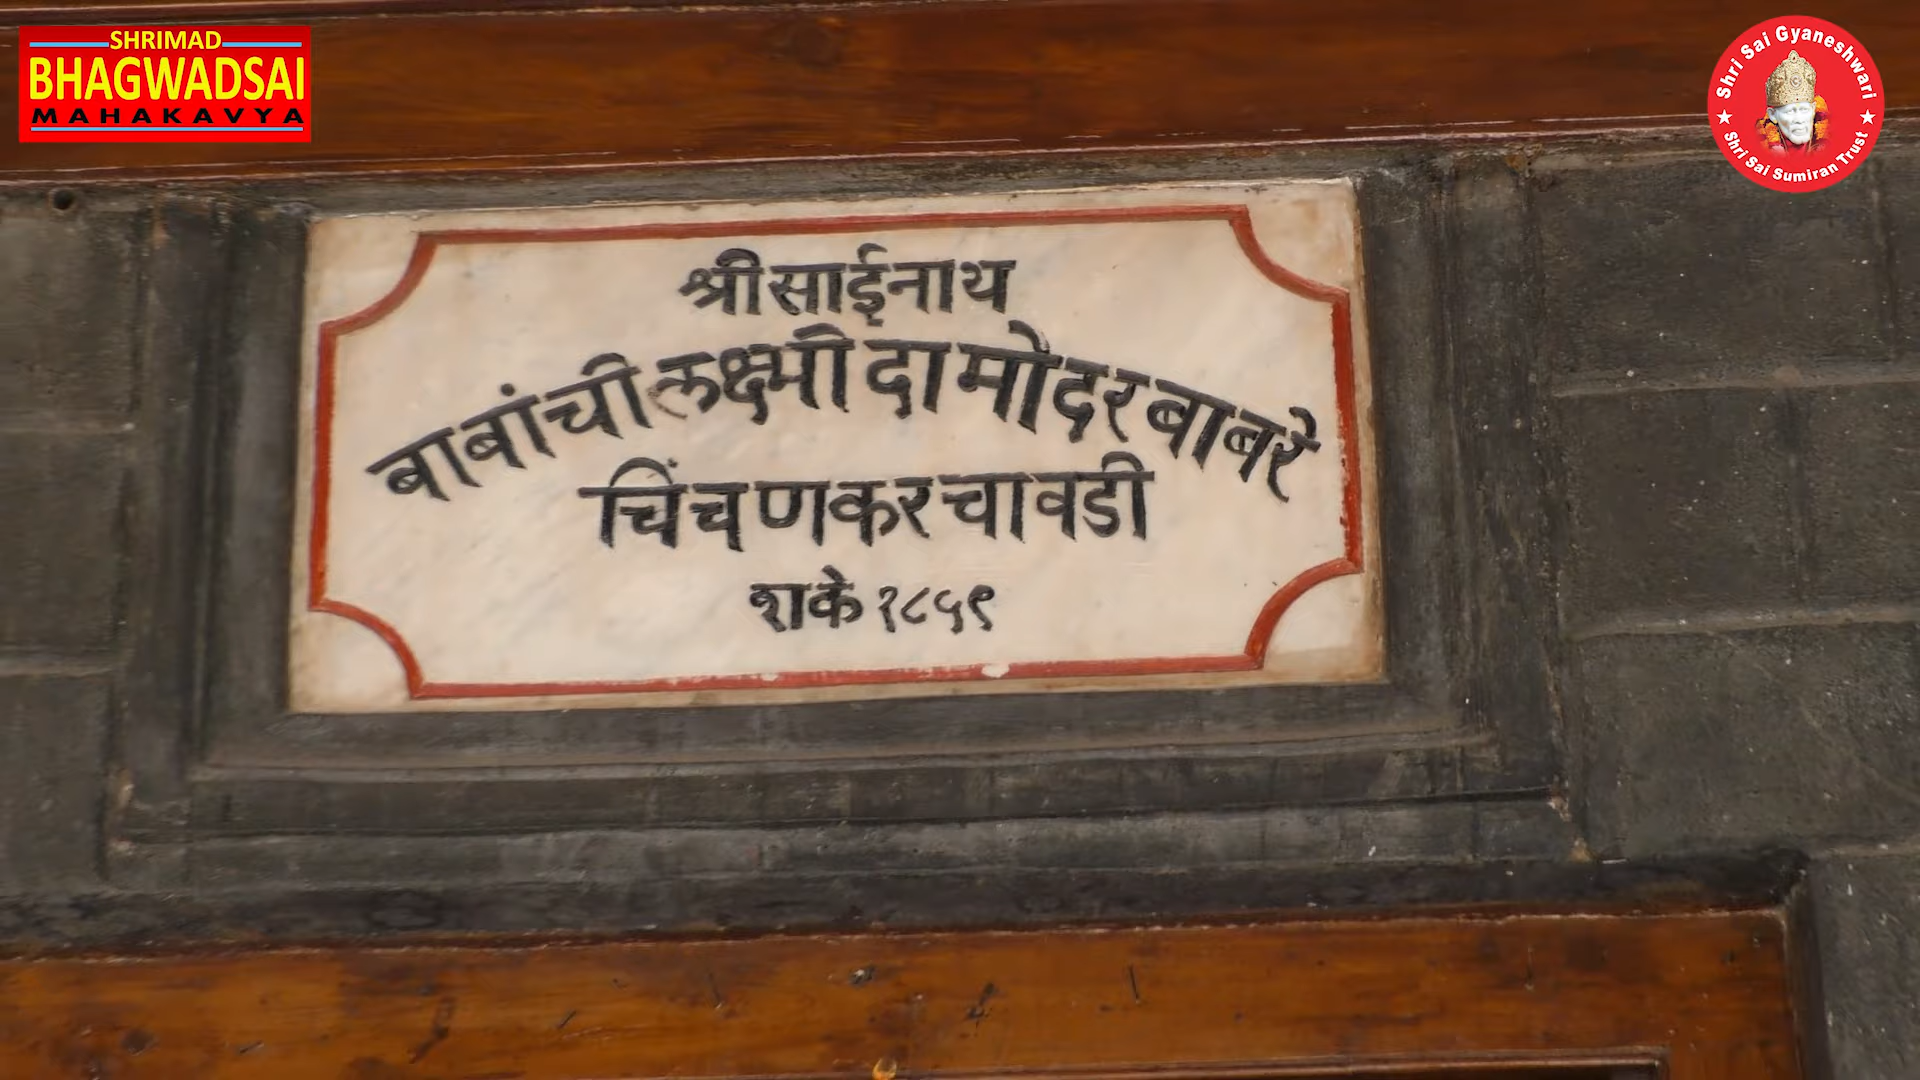 SHRIMAD
BHAGWADSAI
MAHAKAVYA
Shri Sai Gyaneshwari
★ ★
Shri Sai Sumiran Trust
श्रीसाईनाथ
बाबांची लक्ष्मी दामोदर बाबरे
चिंचणकर चावडी
शके १८५९